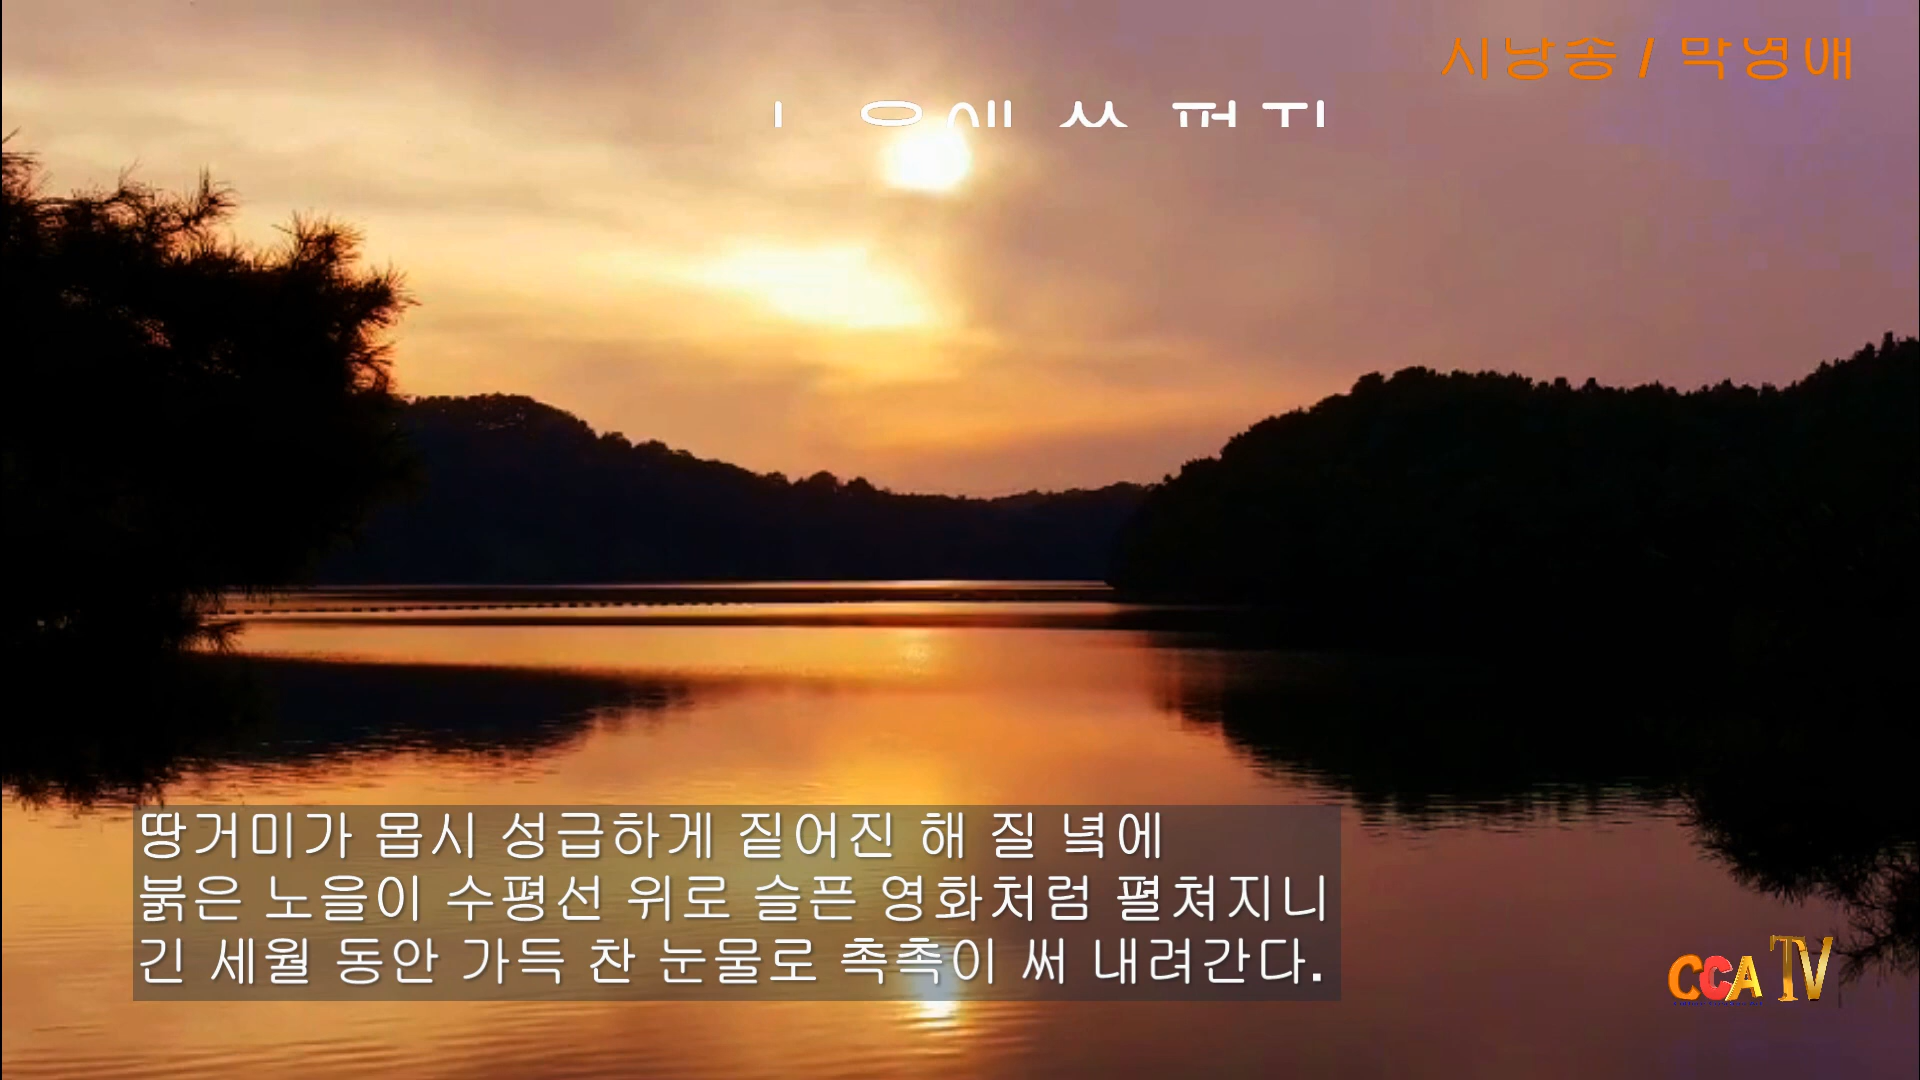 시낭송 /
땅거미가 몹시 성급하게 짙어진 해 질 녘에
붉은 노을이 수평선 위로 슬픈 영화처럼 펼쳐지니
긴 세월 동안 가득 찬 눈물로 촉촉이 써 내려간다.
CCA TV